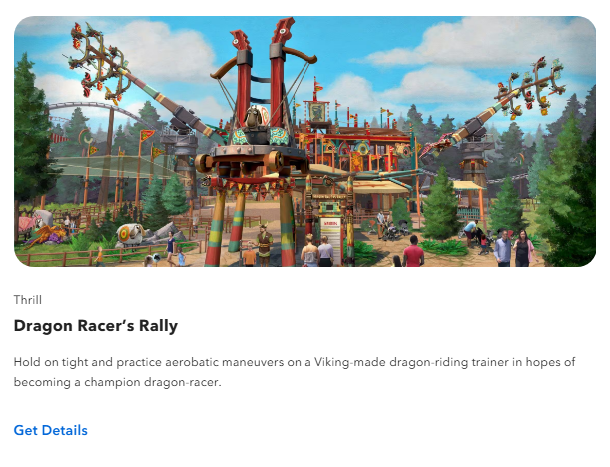 Thrill
Dragon Racer’s Rally
Hold on tight and practice aerobatic maneuvers on a Viking-made dragon-riding trainer in hopes of
becoming a champion dragon-racer.
Get Details